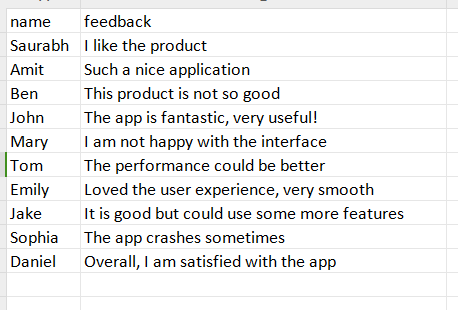 name feedback
Saurabh I like the product
Amit Such a nice application
Ben This product is not so good
John The app is fantastic, very useful!
Mary I am not happy with the interface
Tom The performance could be better
Emily Loved the user experience, very smooth
Jake It is good but could use some more features
Sophia The app crashes sometimes
Daniel Overall, I am satisfied with the app